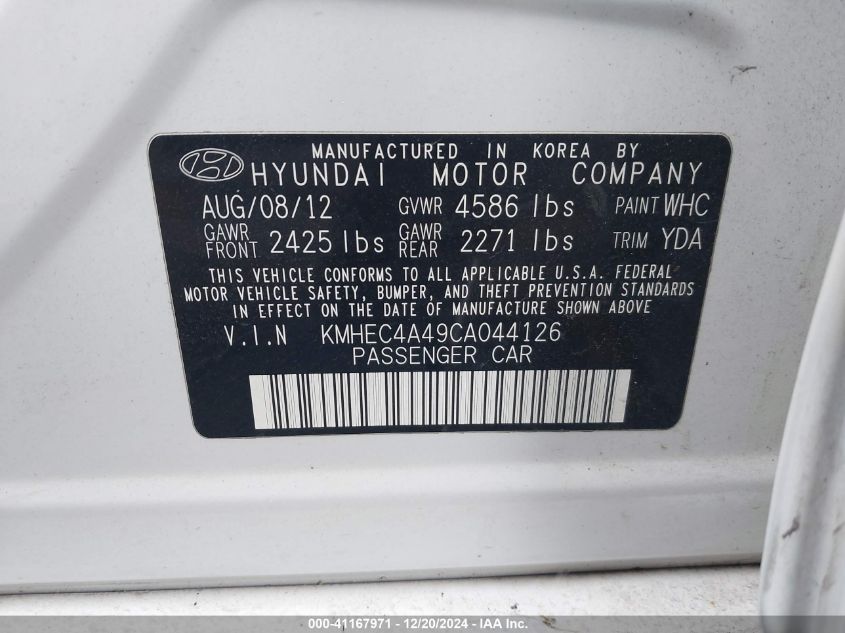 MANUFACTURED IN KOREA BY
HYUNDAI MOTOR COMPANY
AUG/08/12 GVWR 4586 lbs PAINT WHC
GAWR FRONT 2425 lbs GAWR REAR 2271 lbs TRIM YDA
THIS VEHICLE CONFORMS TO ALL APPLICABLE U.S.A. FEDERAL
MOTOR VEHICLE SAFETY, BUMPER, AND THEFT PREVENTION STANDARDS
IN EFFECT ON THE DATE OF MANUFACTURE SHOWN ABOVE
V.I.N KMHEC4A49CA044126
PASSENGER CAR
000-41167971 - 12/20/2024 - IAA Inc.